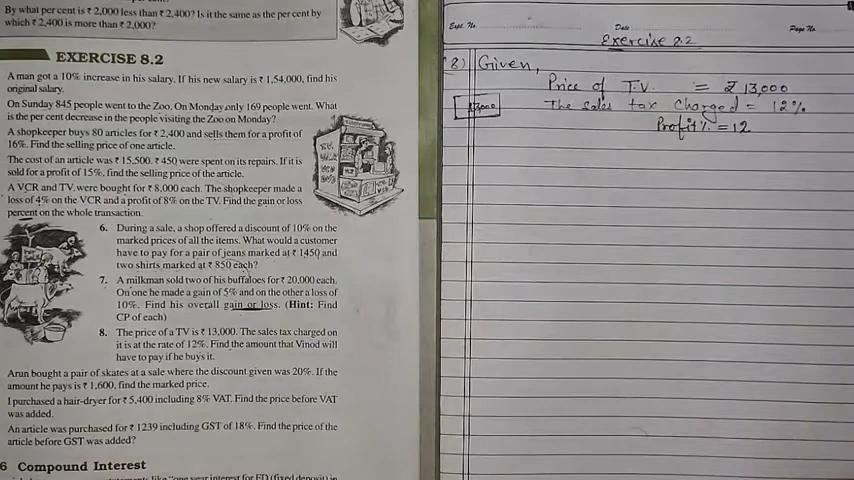 By what per cent is ₹ 2,000 less than ₹ 2,400? Is it the same as the per cent by
which ₹ 2,400 is more than ₹ 2,000?
EXERCISE 8.2
A man got a 10% increase in his salary. If his new salary is ₹ 1,54,000, find his
original salary.
On Sunday 845 people went to the Zoo. On Monday only 169 people went. What
is the per cent decrease in the people visiting the Zoo on Monday?
A shopkeeper buys 80 articles for ₹ 2,400 and sells them for a profit of
16%. Find the selling price of one article.
The cost of an article was ₹ 15,500. ₹ 450 were spent on its repairs. If it is
sold for a profit of 15%, find the selling price of the article.
A VCR and TV were bought for ₹ 8,000 each. The shopkeeper made a
loss of 4% on the VCR and a profit of 8% on the TV. Find the gain or loss
percent on the whole transaction.
6. During a sale, a shop offered a discount of 10% on the
marked prices of all the items. What would a customer
have to pay for a pair of jeans marked at ₹ 1450 and
two shirts marked at ₹ 850 each?
7. A milkman sold two of his buffaloes for ₹ 20,000 each.
On one he made a gain of 5% and on the other a loss of
10%. Find his overall gain or loss. (Hint: Find
CP of each)
8. The price of a TV is ₹ 13,000. The sales tax charged on
it is at the rate of 12%. Find the amount that Vinod will
have to pay if he buys it.
Arun bought a pair of skates at a sale where the discount given was 20%. If the
amount he pays is ₹ 1,600, find the marked price.
I purchased a hair-dryer for ₹ 5,400 including 8% VAT. Find the price before VAT
was added.
An article was purchased for ₹ 1239 including GST of 18%. Find the price of the
article before GST was added?
6 Compound Interest
Expt. No.
Date
Page No.
Exercise 8.2
8) Given,
Price of T.V. = ₹ 13,000
The Sales tax Charged = 12%
Profit% = 12